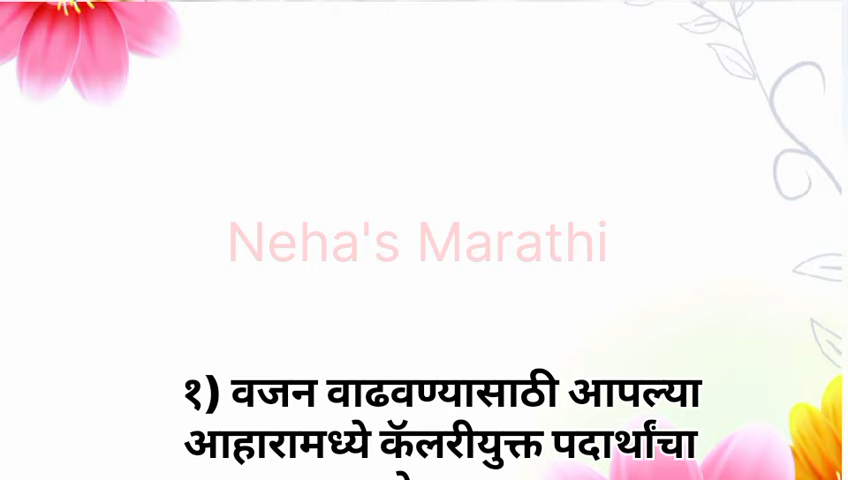 Neha's Marathi
१) वजन वाढवण्यासाठी आपल्या
आहारामध्ये कॅलरीयुक्त पदार्थांचा